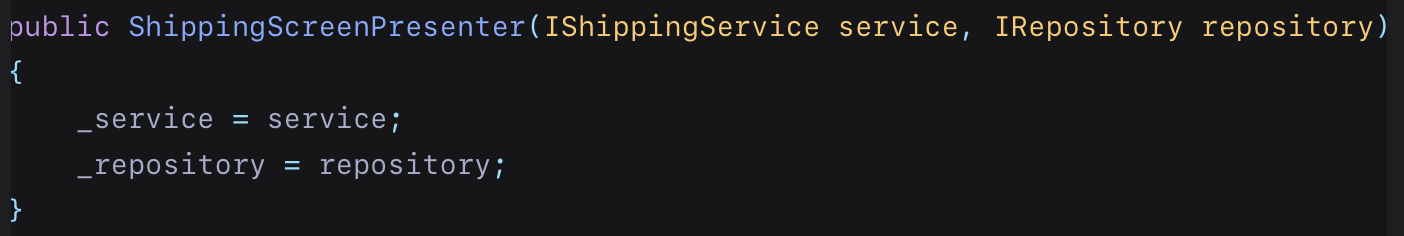 public ShippingScreenPresenter(IShippingService service, IRepository repository)
{
    _service = service;
    _repository = repository;
}